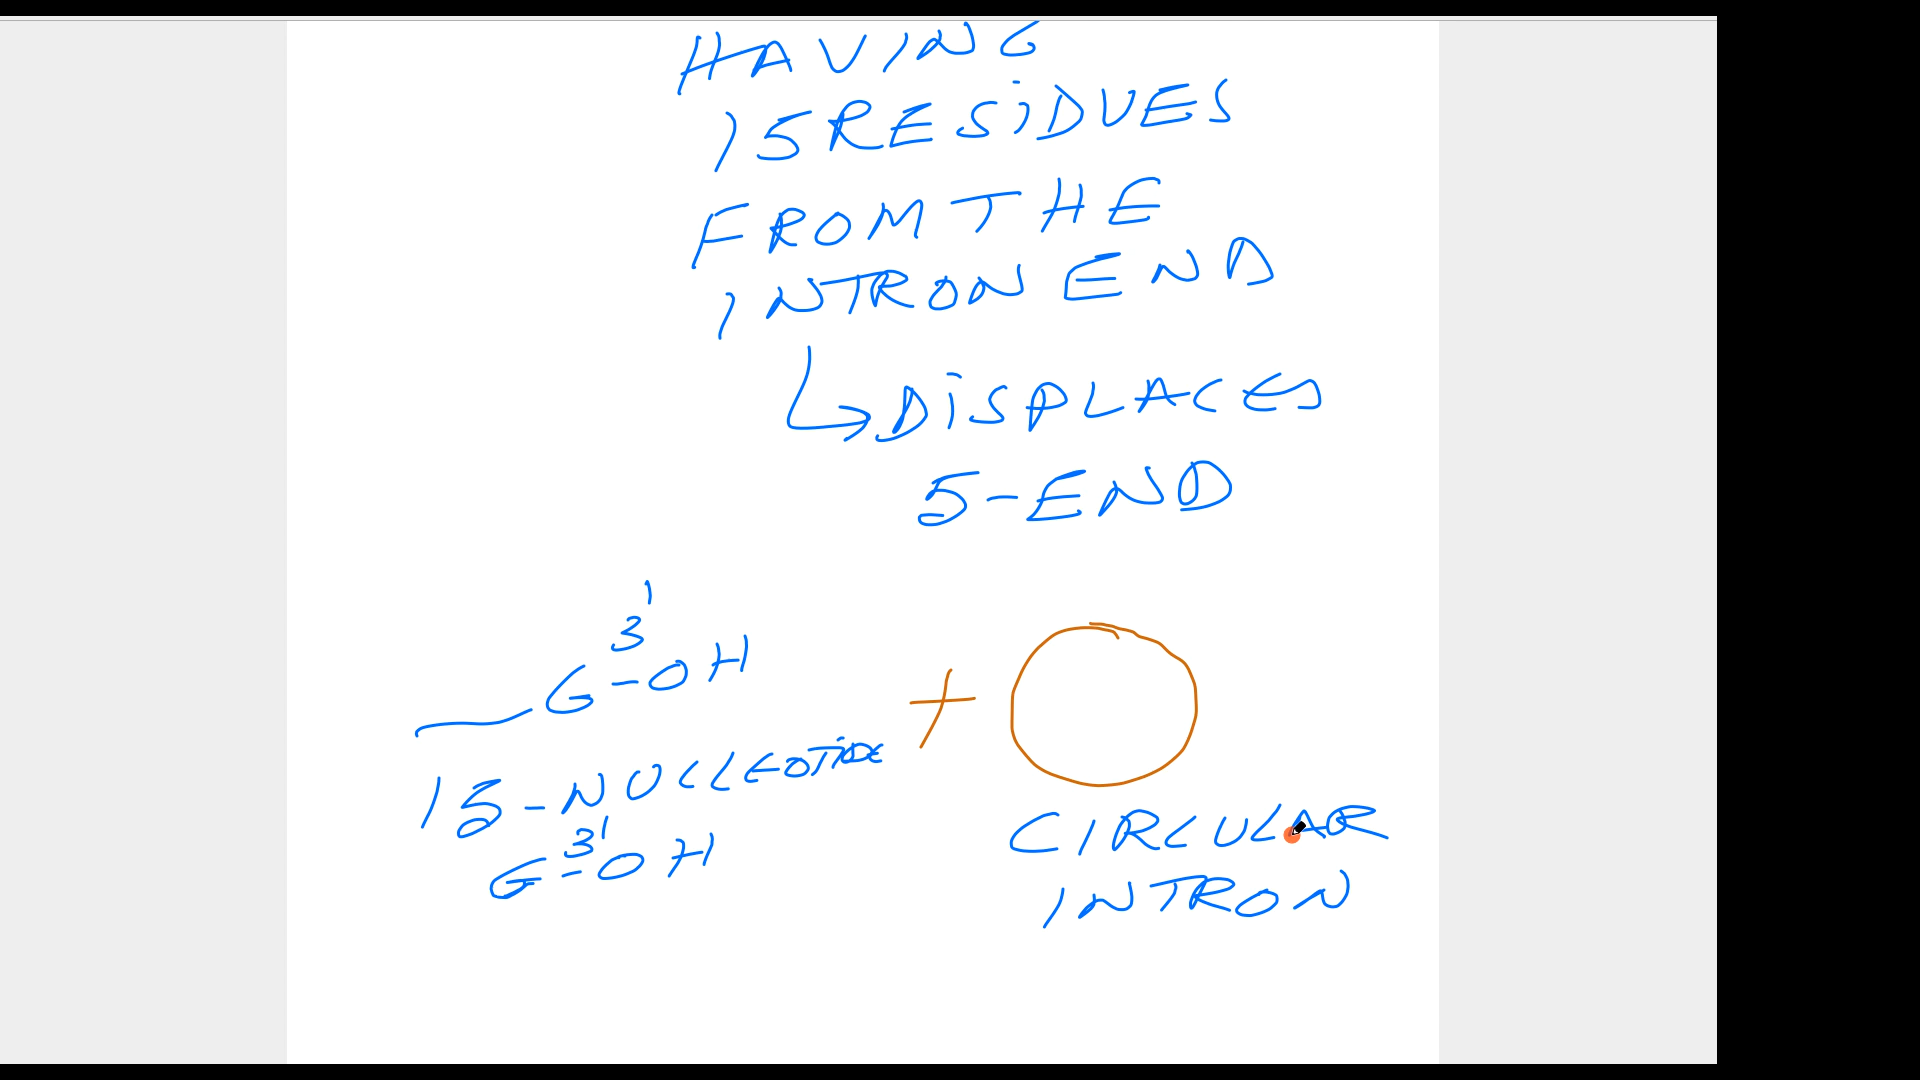 HAVING
15 RESIDUES
FROM THE
INTRON END
DISPLACES
5-END
3'
G-OH
15-NUCLEOTIDE
3'
G-OH
+
CIRCULAR
INTRON